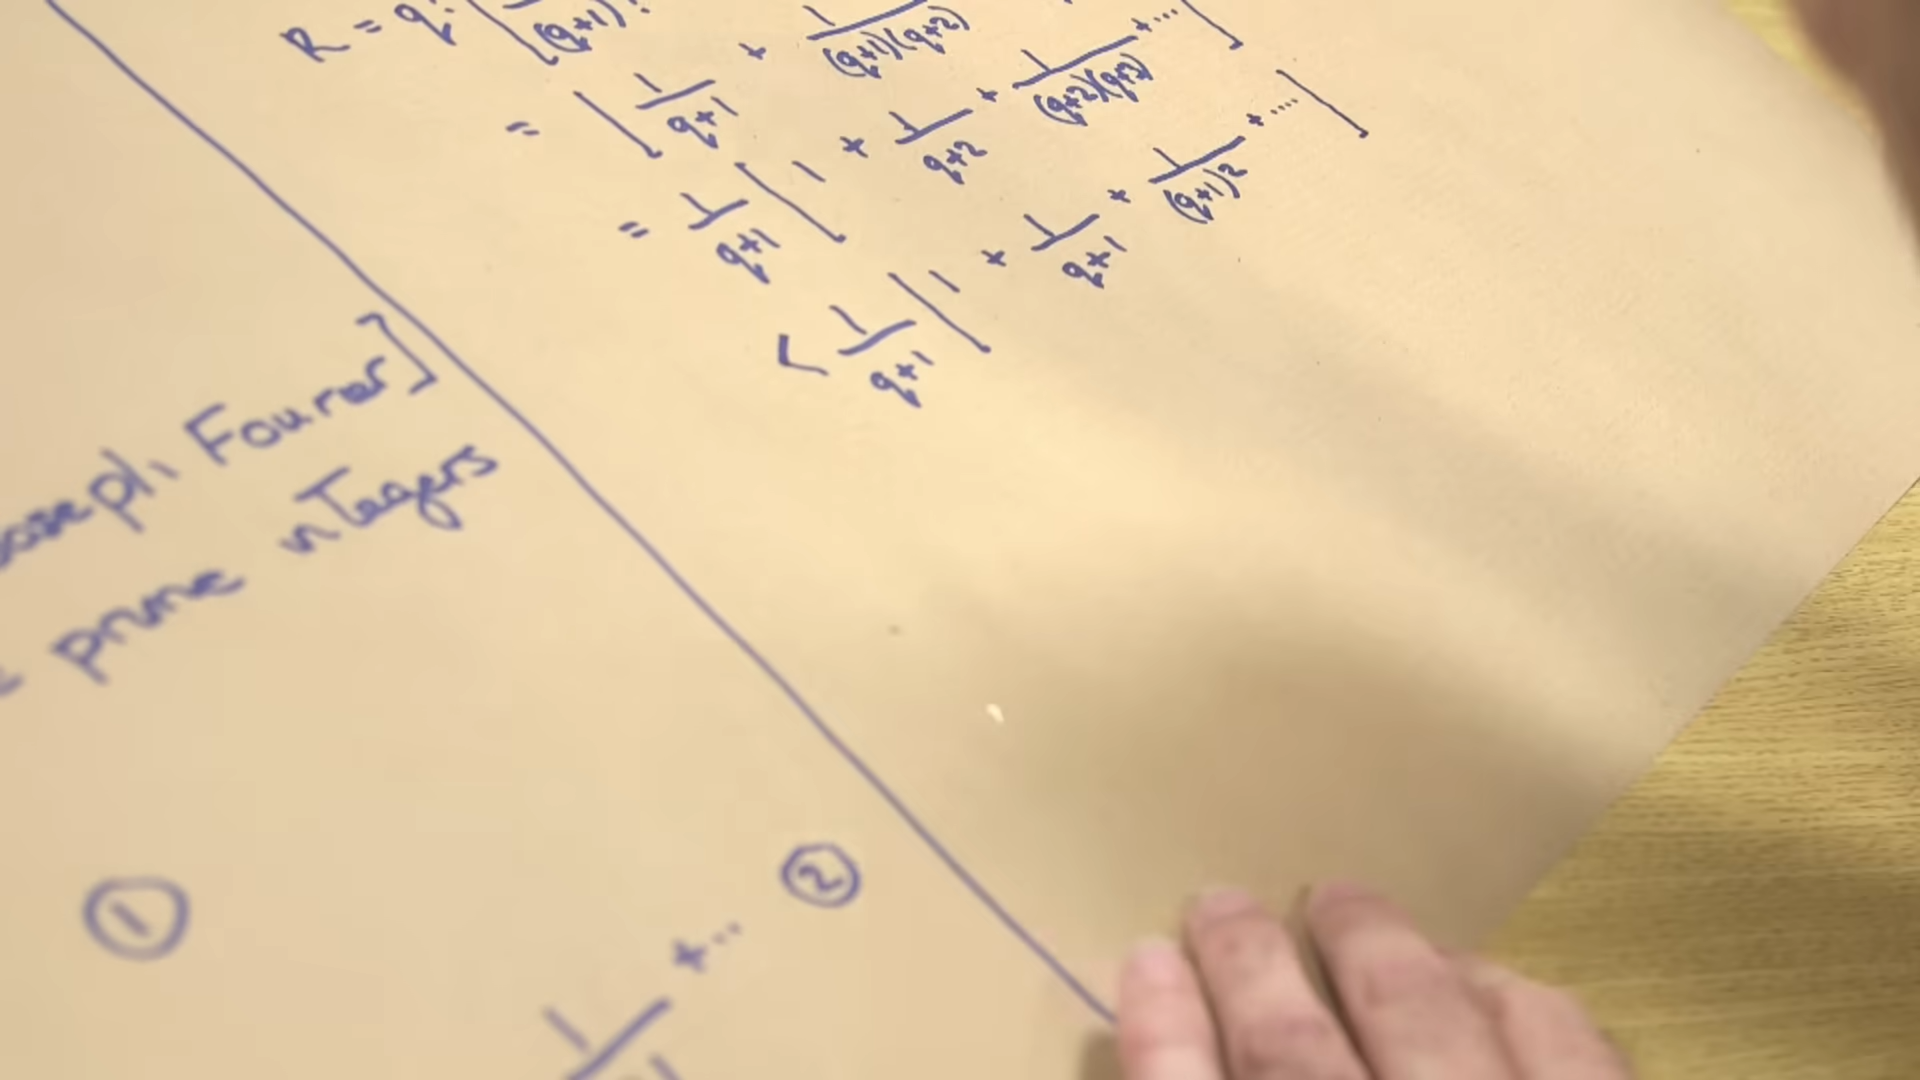 R = q! [ 1/(q+1)! 
= [ 1/(q+1) + 1/((q+1)(q+2)) + ... ]
= 1/(q+1) [ 1 + 1/(q+2) + 1/((q+2)(q+3)) + ... ]
< 1/(q+1) [ 1 + 1/(q+1) + 1/(q+1)2 + .... ]
Fourier]
prime integers
①
②
1/ + ..